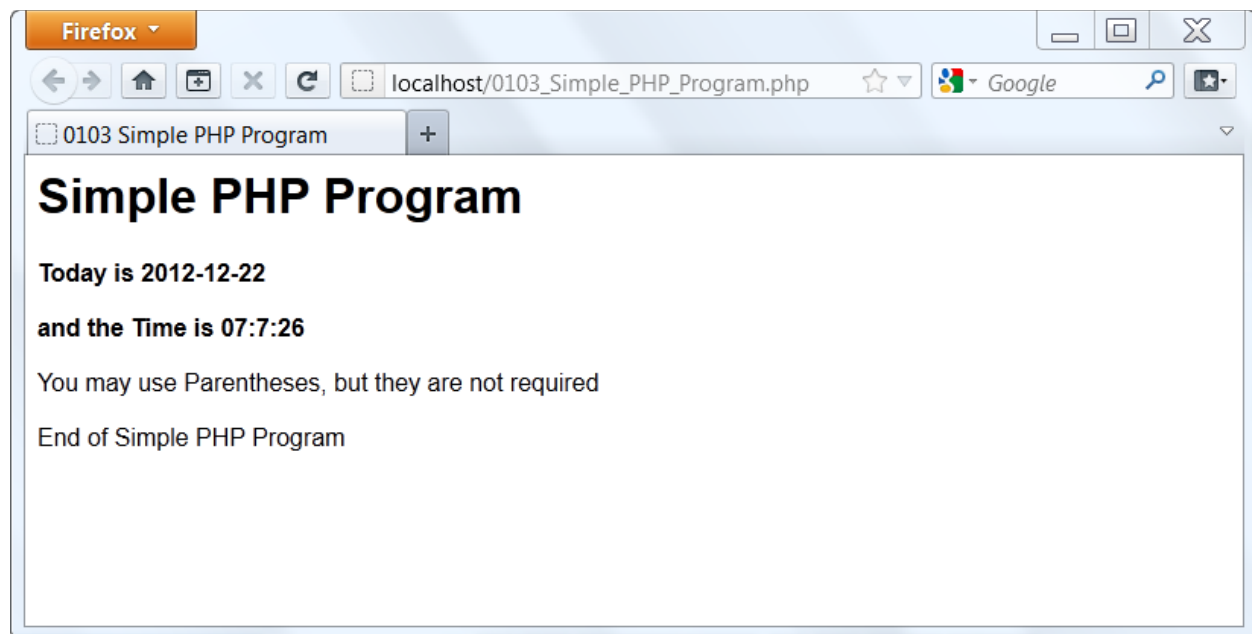 Firefox
localhost/0103_Simple_PHP_Program.php
Google
0103 Simple PHP Program
Simple PHP Program
Today is 2012-12-22
and the Time is 07:7:26
You may use Parentheses, but they are not required
End of Simple PHP Program